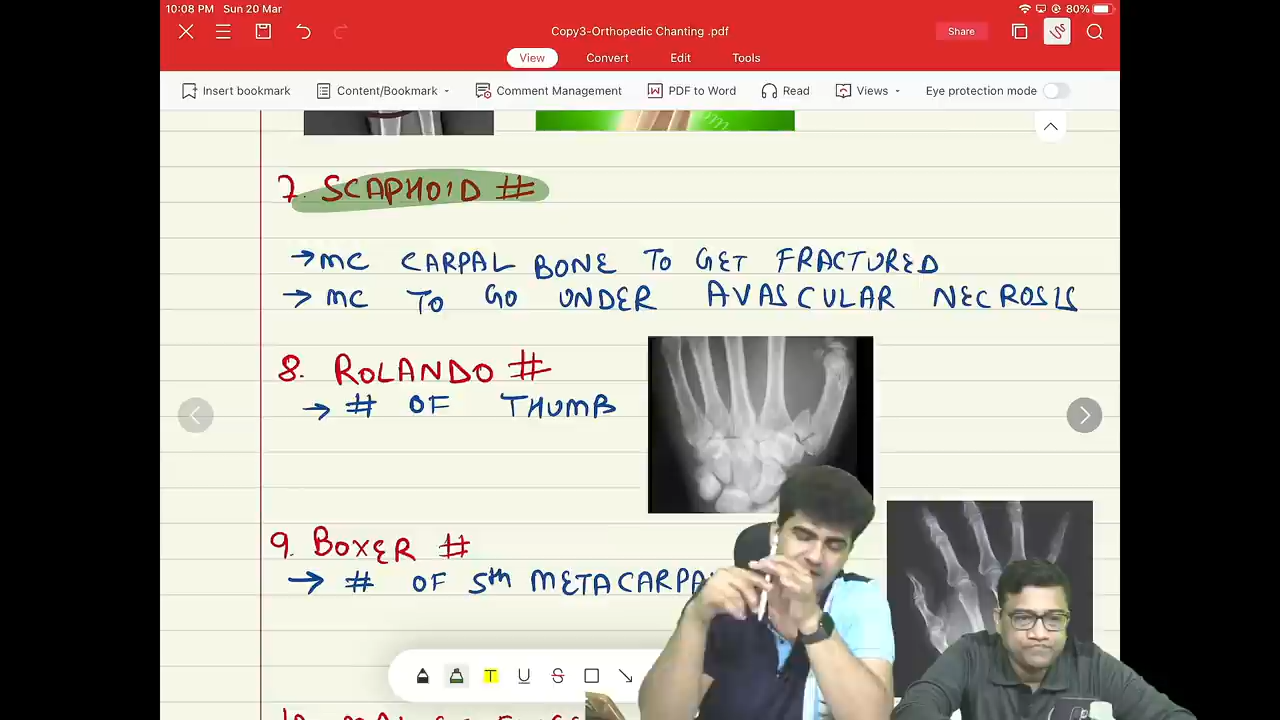 10:08 PM Sun 20 Mar
80%
Copy3-Orthopedic Chanting .pdf
Share
View Convert Edit Tools
Insert bookmark Content/Bookmark Comment Management PDF to Word Read Views Eye protection mode
7. SCAPHOID #
→ MC CARPAL BONE TO GET FRACTURED
→ MC TO GO UNDER AVASCULAR NECROSIS
8. ROLANDO #
→ # OF THUMB
9. BOXER #
→ # OF 5th METACARPA
T U S